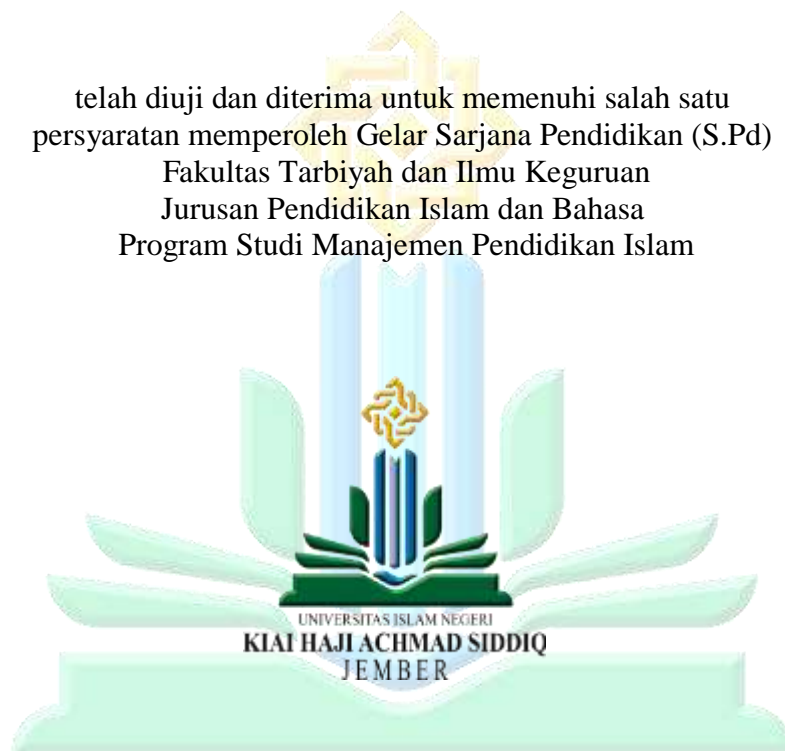 telah diuji dan diterima untuk memenuhi salah satu
persyaratan memperoleh Gelar Sarjana Pendidikan (S.Pd)
Fakultas Tarbiyah dan Ilmu Keguruan
Jurusan Pendidikan Islam dan Bahasa
Program Studi Manajemen Pendidikan Islam
UNIVERSITAS ISLAM NEGERI
KIAI HAJI ACHMAD SIDDIQ
JEMBER